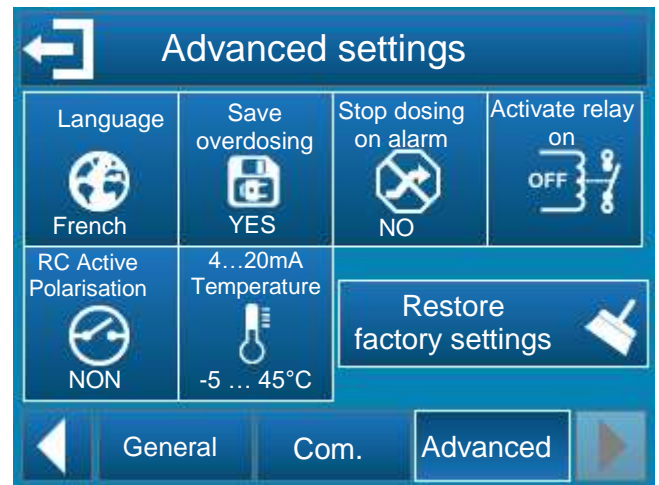 Advanced settings
Language
French
Save
overdosing
YES
Stop dosing
on alarm
NO
Activate relay
on
OFF
RC Active
Polarisation
NON
4…20mA
Temperature
-5 … 45°C
Restore
factory settings
General
Com.
Advanced